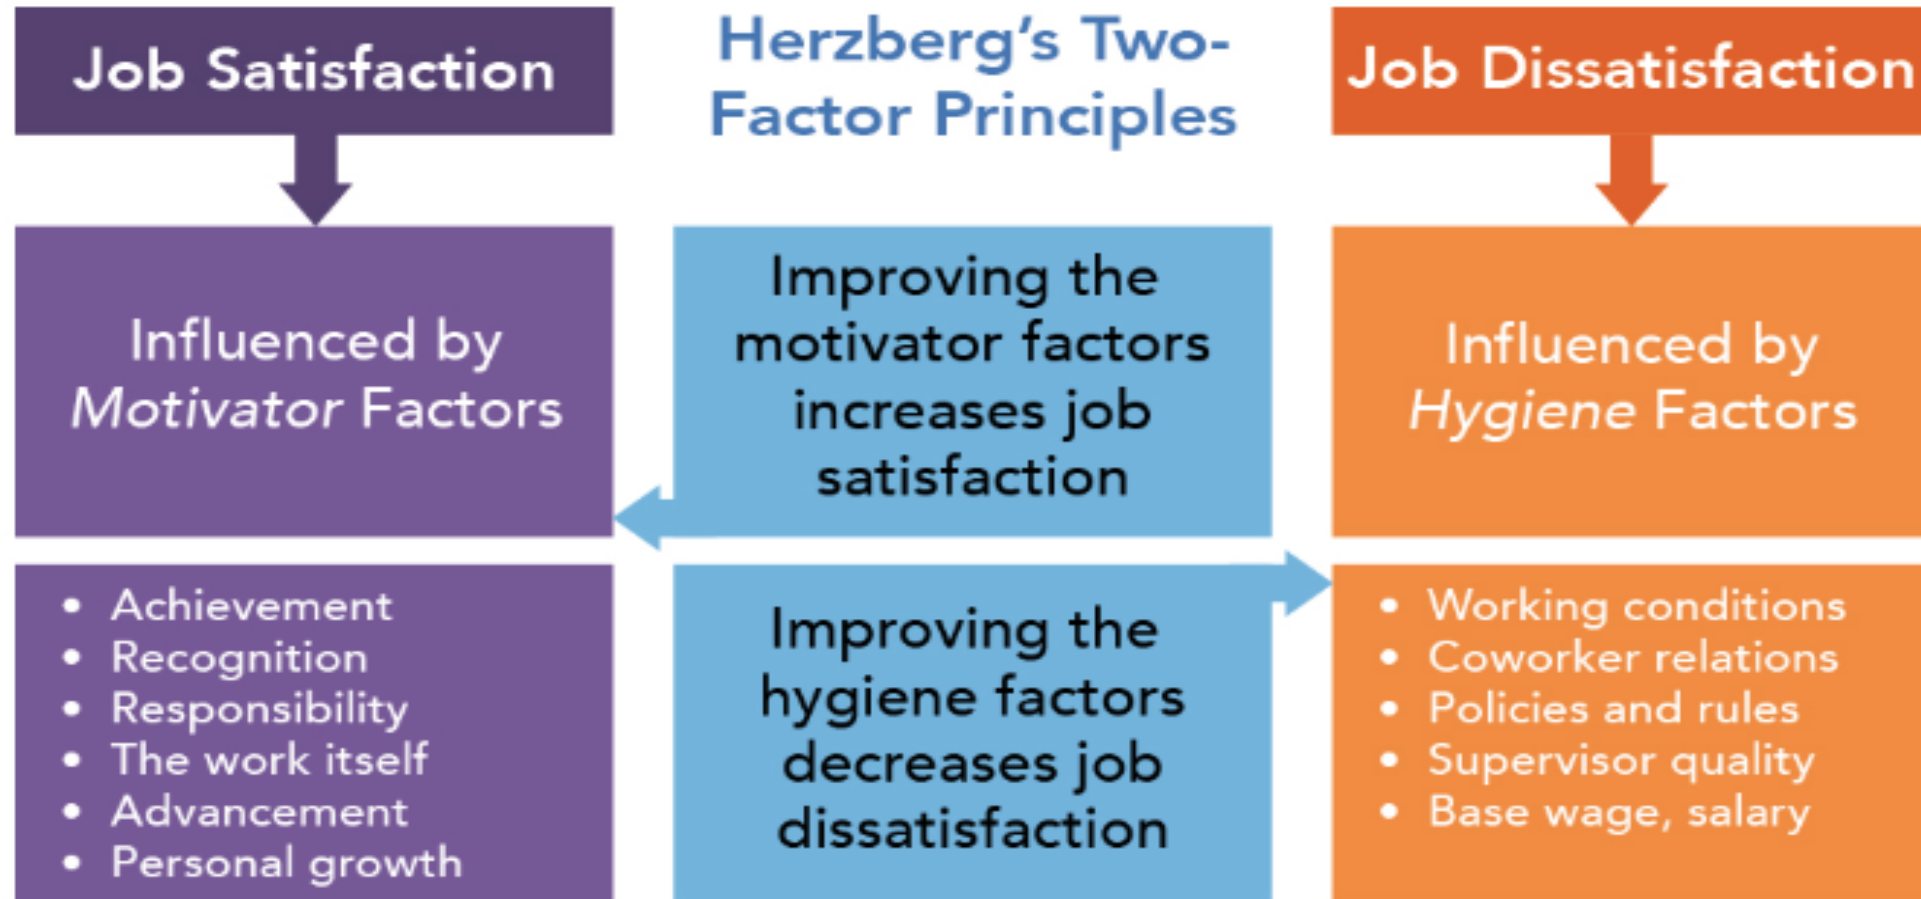 Job Satisfaction
Herzberg's Two-
Factor Principles
Job Dissatisfaction
Influenced by
Motivator Factors
Improving the
motivator factors
increases job
satisfaction
Influenced by
Hygiene Factors
• Achievement
• Recognition
• Responsibility
• The work itself
• Advancement
• Personal growth
Improving the
hygiene factors
decreases job
dissatisfaction
• Working conditions
• Coworker relations
• Policies and rules
• Supervisor quality
• Base wage, salary